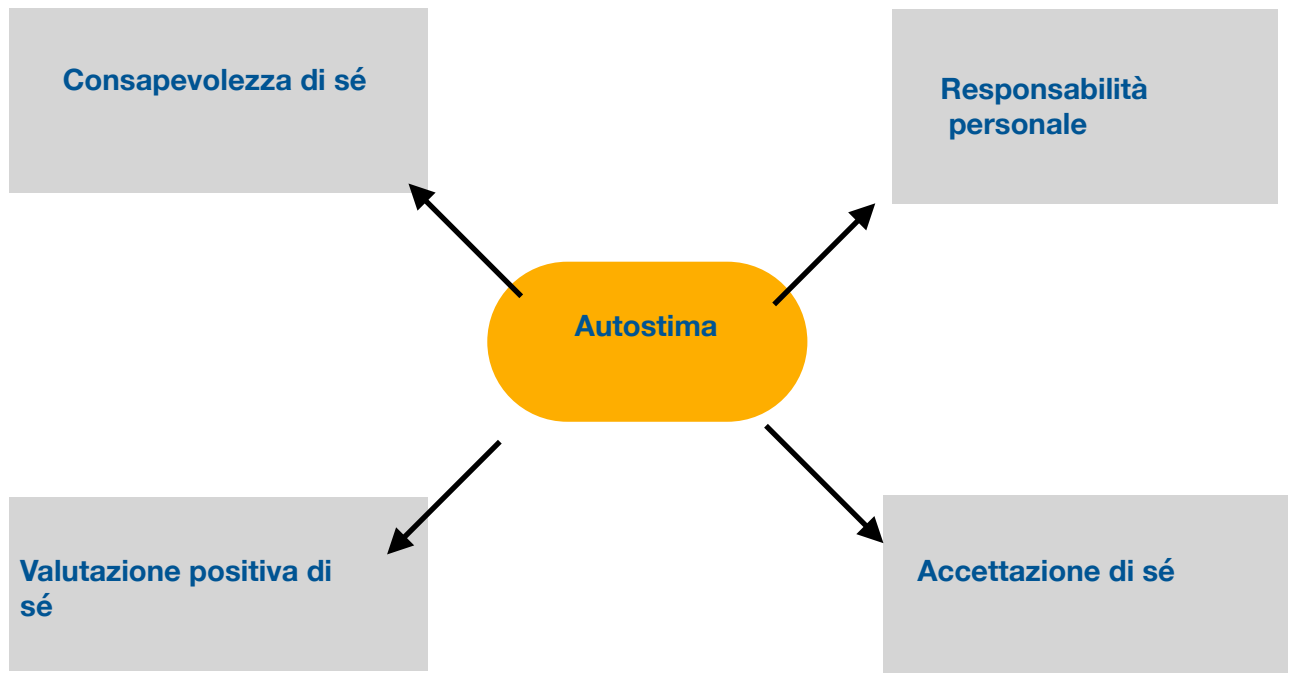 Consapevolezza di sé
Responsabilità
personale
Autostima
Valutazione positiva di
sé
Accettazione di sé